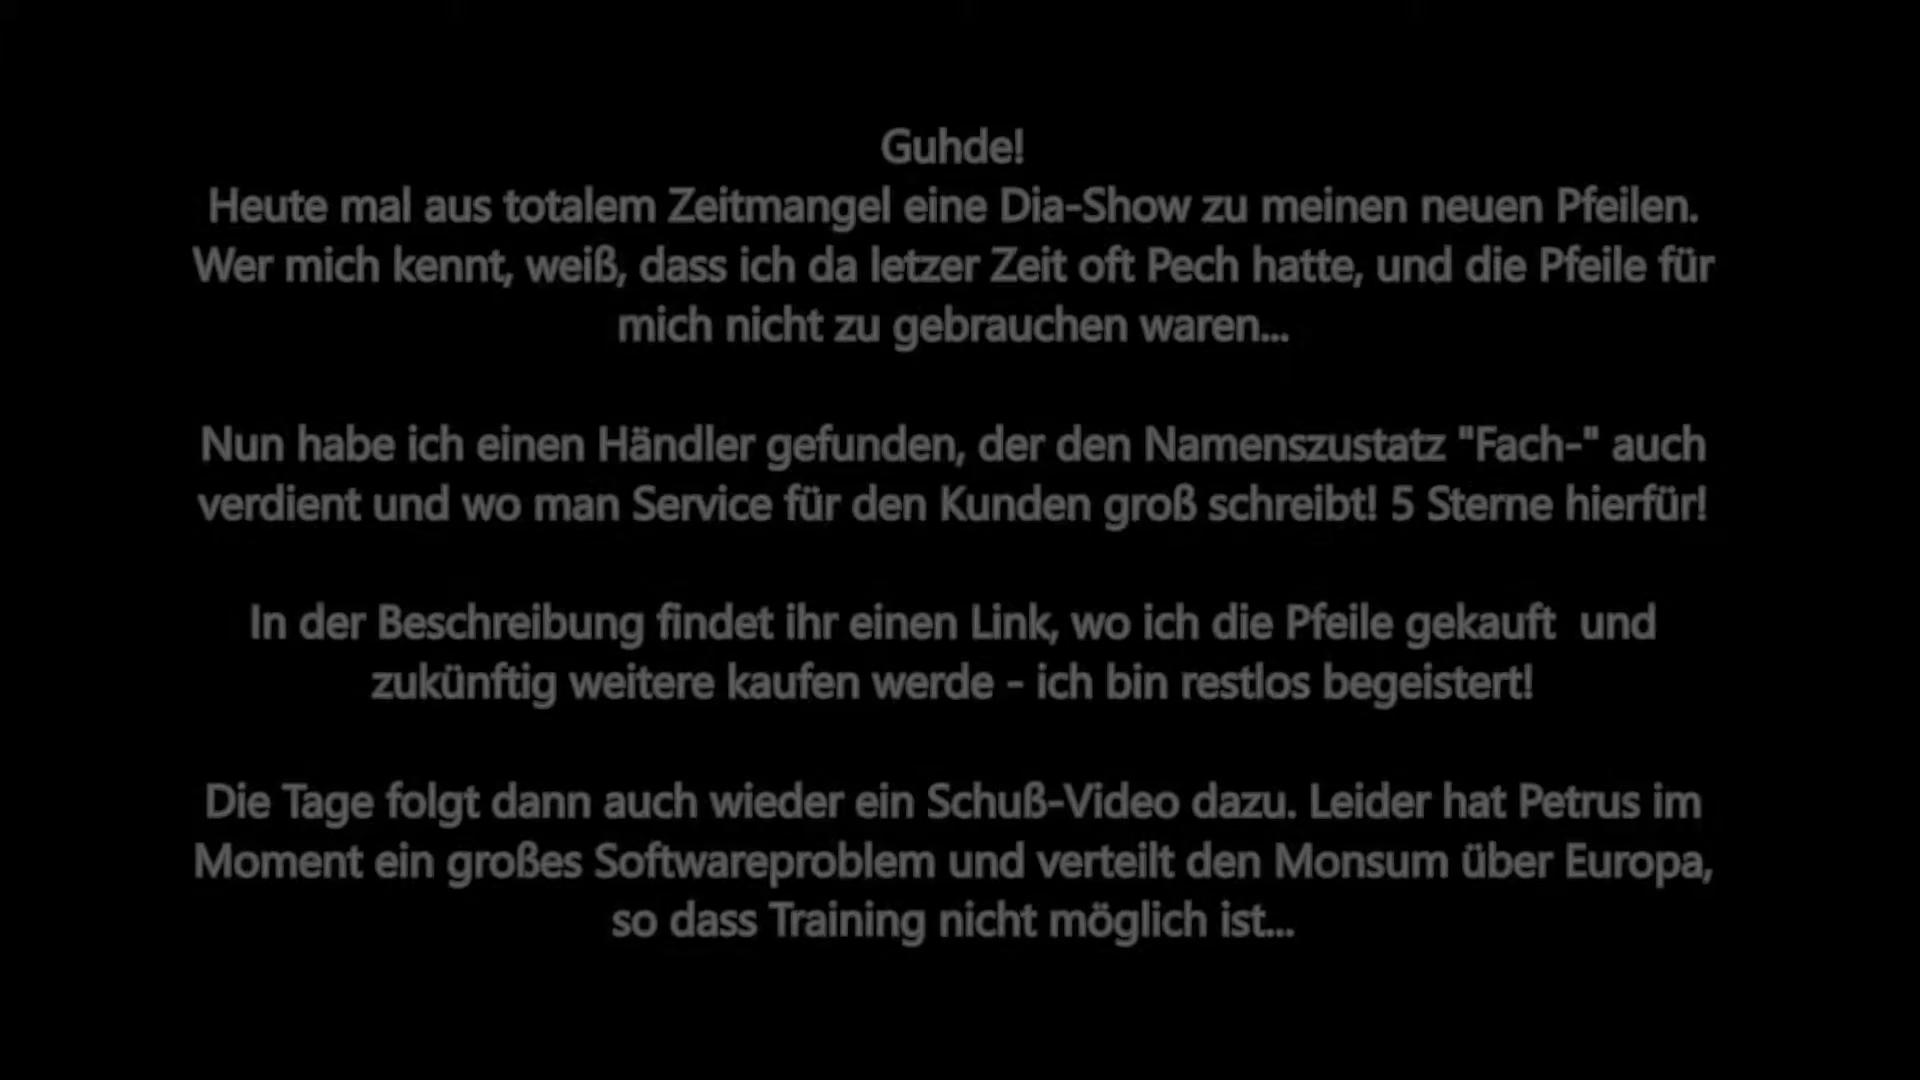 Guhde!
Heute mal aus totalem Zeitmangel eine Dia-Show zu meinen neuen Pfeilen.
Wer mich kennt, weiß, dass ich da letzer Zeit oft Pech hatte, und die Pfeile für
mich nicht zu gebrauchen waren...
Nun habe ich einen Händler gefunden, der den Namenszustatz "Fach-" auch
verdient und wo man Service für den Kunden groß schreibt! 5 Sterne hierfür!
In der Beschreibung findet ihr einen Link, wo ich die Pfeile gekauft  und
zukünftig weitere kaufen werde - ich bin restlos begeistert!
Die Tage folgt dann auch wieder ein Schuß-Video dazu. Leider hat Petrus im
Moment ein großes Softwareproblem und verteilt den Monsum über Europa,
so dass Training nicht möglich ist...